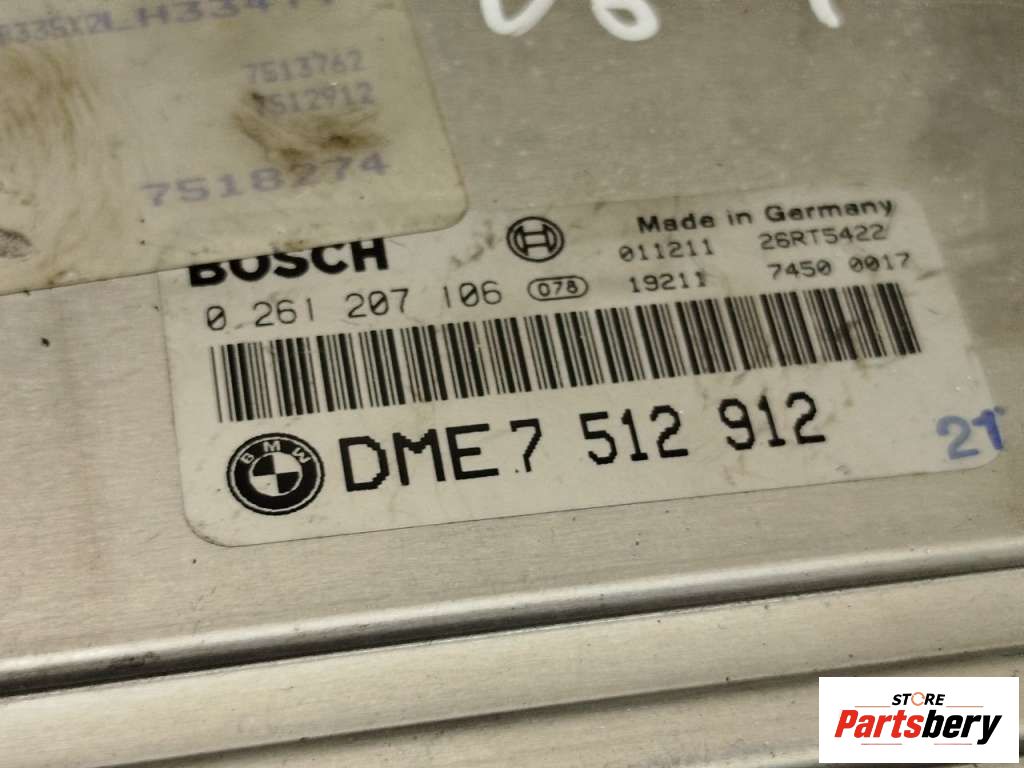 7513762
7512912
7518274
BOSCH
Made in Germany
011211 26RT5422
0 261 207 106 078 19211 7450 0017
BMW DME 7 512 912
21
STORE
Partsbery